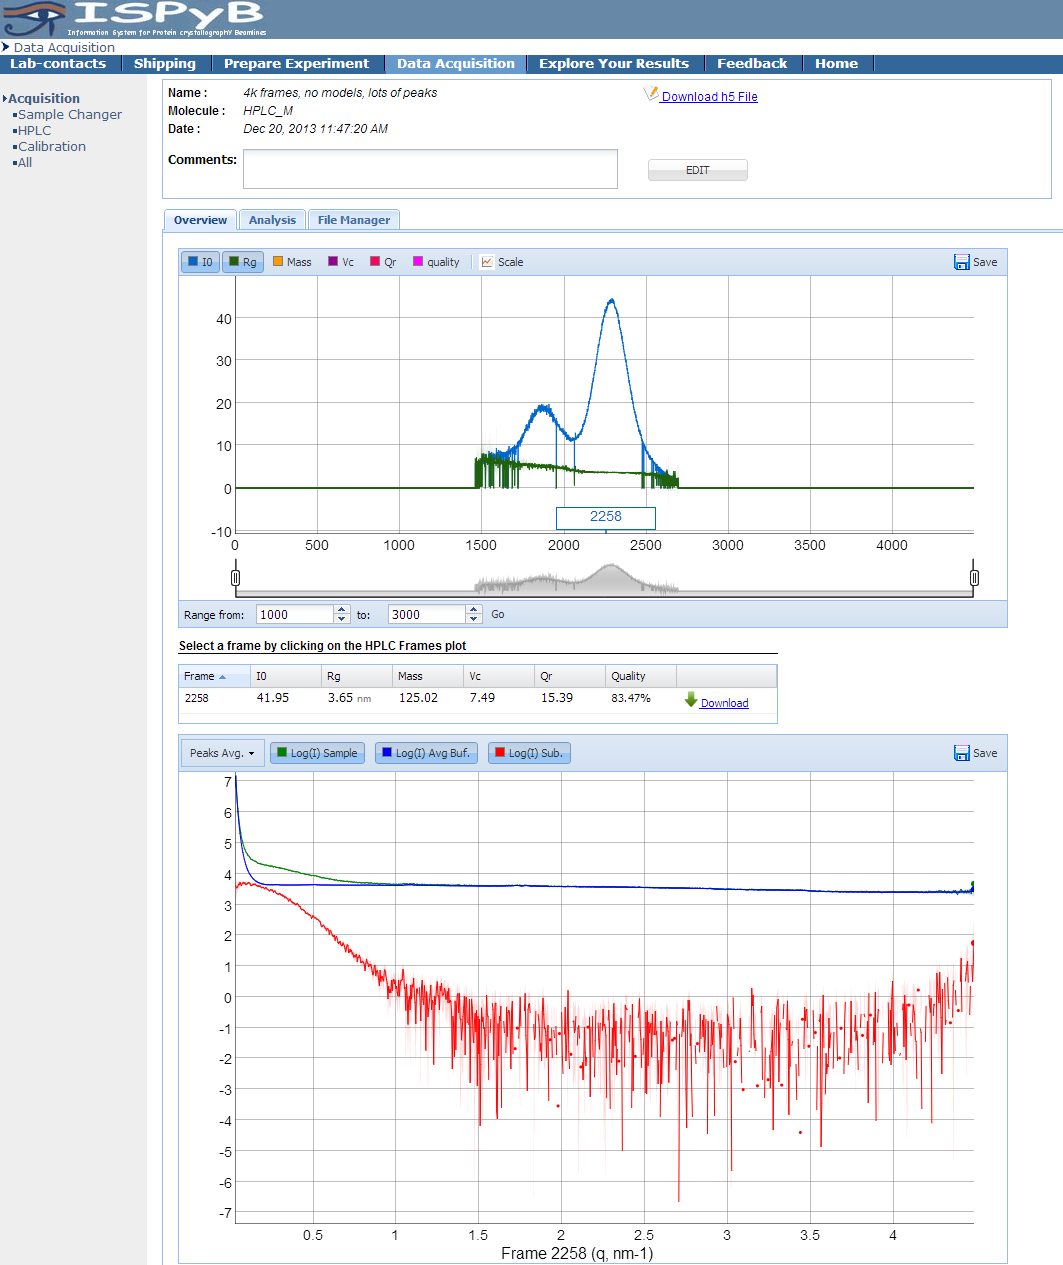 ISPyB
Information System for Protein crystallographY Beamlines
Data Acquisition
Lab-contacts Shipping Prepare Experiment Data Acquisition Explore Your Results Feedback Home
Acquisition
Sample Changer
HPLC
Calibration
All
Name : 4k frames, no models, lots of peaks Download h5 File
Molecule : HPLC_M
Date : Dec 20, 2013 11:47:20 AM
Comments: EDIT
Overview Analysis File Manager
I0 Rg Mass Vc Qr quality Scale Save
40
30
20
10
0
-10
2258
0 500 1000 1500 2000 2500 3000 3500 4000
Range from: 1000 to: 3000 Go
Select a frame by clicking on the HPLC Frames plot
Frame I0 Rg Mass Vc Qr Quality
2258 41.95 3.65 nm 125.02 7.49 15.39 83.47% Download
Peaks Avg. Log(I) Sample Log(I) Avg Buf. Log(I) Sub. Save
7
6
5
4
3
2
1
0
-1
-2
-3
-4
-5
-6
-7
0.5 1 1.5 2 2.5 3 3.5 4
Frame 2258 (q, nm-1)